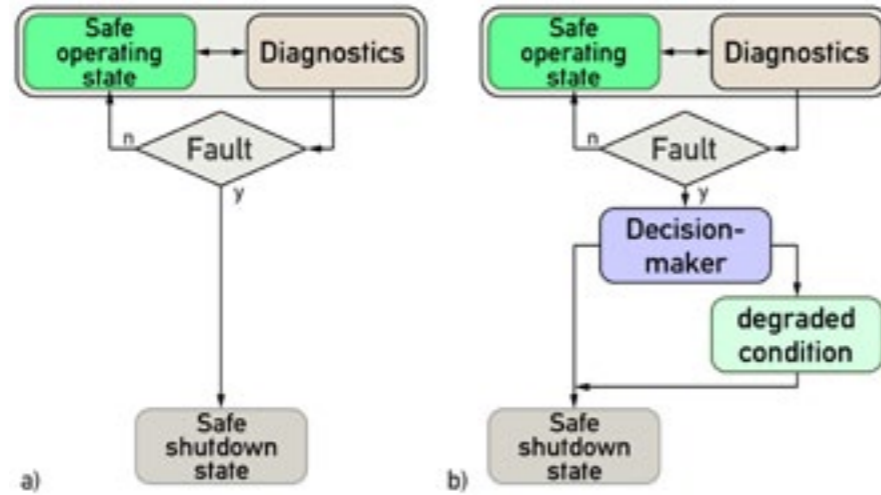 Safe
operating
state
Diagnostics
n
Fault
y
Safe
shutdown
state
a)
Safe
operating
state
Diagnostics
n
Fault
y
Decision-
maker
degraded
condition
Safe
shutdown
state
b)